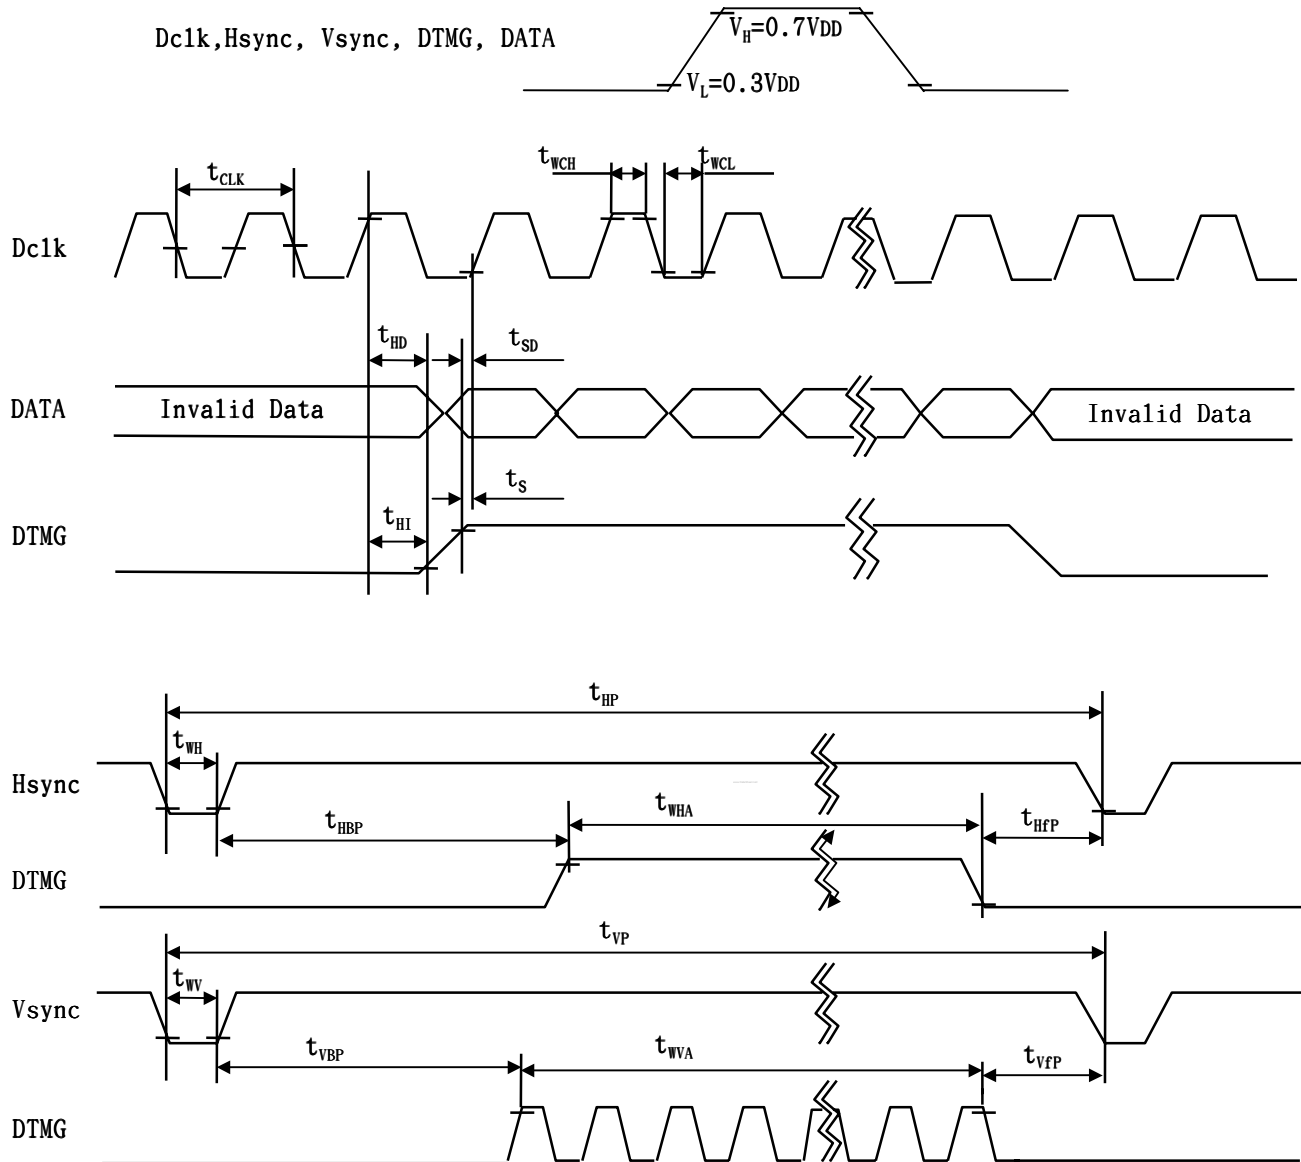 Dclk,Hsync, Vsync, DTMG, DATA
VH=0.7VDD
VL=0.3VDD
tCLK
tWCH
tWCL
Dclk
tHD
tSD
DATA
Invalid Data
Invalid Data
tS
tHI
DTMG
tHP
tWH
Hsync
tHBP
tWHA
tHfP
DTMG
tVP
tWV
Vsync
tVBP
tWVA
tVfP
DTMG